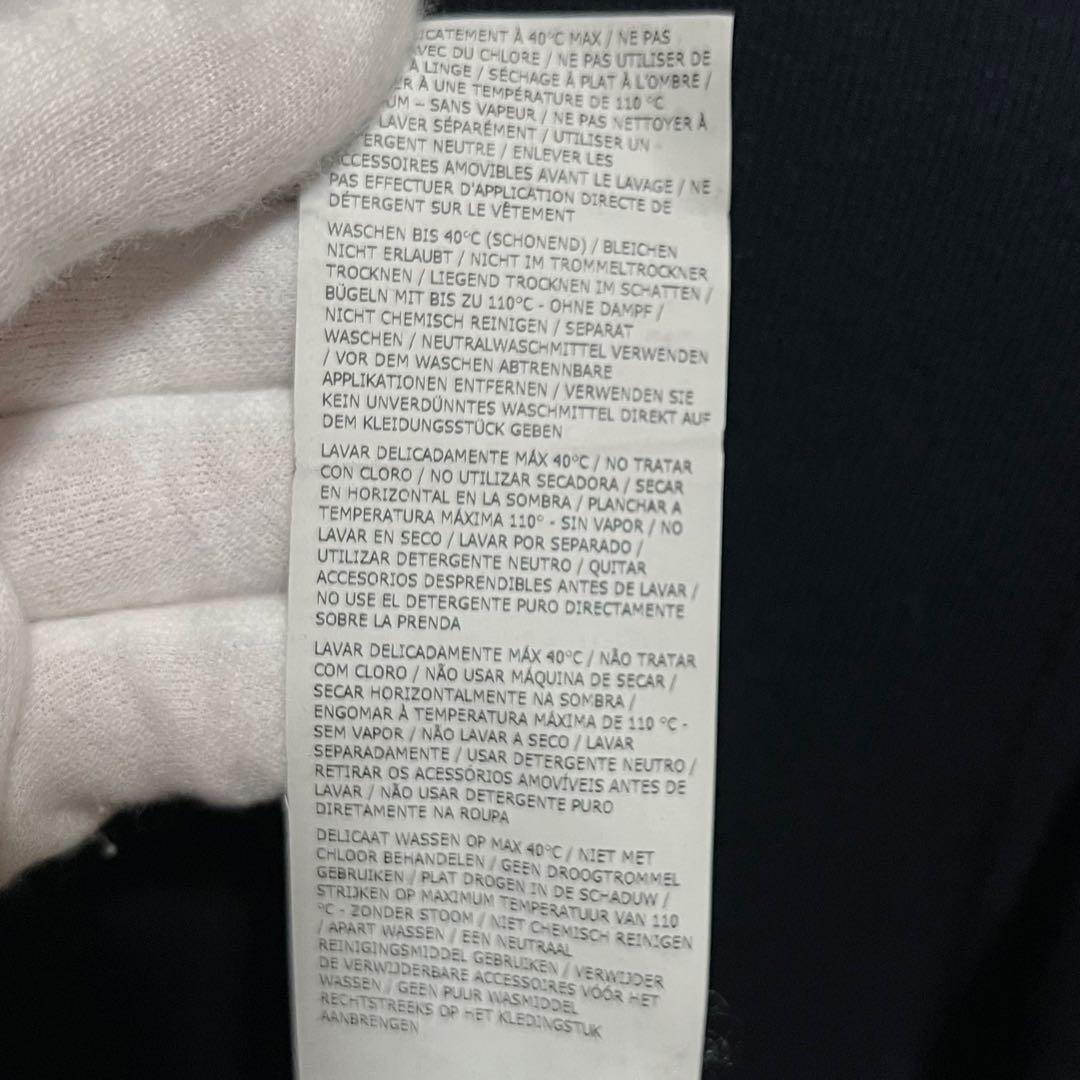 À 40°C MAX / NE PAS
AVEC DU CHLORE / NE PAS UTILISER DE
À LINGE / SÉCHAGE À PLAT À L'OMBRE /
À UNE TEMPÉRATURE DE 110 °C
– SANS VAPEUR / NE PAS NETTOYER À
LAVER SÉPARÉMENT / UTILISER UN
NEUTRE / ENLEVER LES
ACCESSOIRES AMOVIBLES AVANT LE LAVAGE / NE
PAS EFFECTUER D'APPLICATION DIRECTE DE
DÉTERGENT SUR LE VÊTEMENT
WASCHEN BIS 40°C (SCHONEND) / BLEICHEN
NICHT ERLAUBT / NICHT IM TROMMELTROCKNER
TROCKNEN / LIEGEND TROCKNEN IM SCHATTEN /
BÜGELN MIT BIS ZU 110°C - OHNE DAMPF /
NICHT CHEMISCH REINIGEN / SEPARAT
WASCHEN / NEUTRALWASCHMITTEL VERWENDEN
/ VOR DEM WASCHEN ABTRENNBARE
APPLIKATIONEN ENTFERNEN / VERWENDEN SIE
KEIN UNVERDÜNNTES WASCHMITTEL DIREKT AUF
DEM KLEIDUNGSSTÜCK GEBEN
LAVAR DELICADAMENTE MÁX 40°C / NO TRATAR
CON CLORO / NO UTILIZAR SECADORA / SECAR
EN HORIZONTAL EN LA SOMBRA / PLANCHAR A
TEMPERATURA MÁXIMA 110° - SIN VAPOR / NO
LAVAR EN SECO / LAVAR POR SEPARADO /
UTILIZAR DETERGENTE NEUTRO / QUITAR
ACCESORIOS DESPRENDIBLES ANTES DE LAVAR /
NO USE EL DETERGENTE PURO DIRECTAMENTE
SOBRE LA PRENDA
LAVAR DELICADAMENTE MÁX 40°C / NÃO TRATAR
COM CLORO / NÃO USAR MÁQUINA DE SECAR /
SECAR HORIZONTALMENTE NA SOMBRA /
ENGOMAR À TEMPERATURA MÁXIMA DE 110 °C -
SEM VAPOR / NÃO LAVAR A SECO / LAVAR
SEPARADAMENTE / USAR DETERGENTE NEUTRO /
RETIRAR OS ACESSÓRIOS AMOVÍVEIS ANTES DE
LAVAR / NÃO USAR DETERGENTE PURO
DIRETAMENTE NA ROUPA
DELICAAT WASSEN OP MAX 40°C / NIET MET
CHLOOR BEHANDELEN / GEEN DROOGTROMMEL
GEBRUIKEN / PLAT DROGEN IN DE SCHADUW /
STRIJKEN OP MAXIMUM TEMPERATUUR VAN 110
°C - ZONDER STOOM / NIET CHEMISCH REINIGEN
/ APART WASSEN / EEN NEUTRAAL
REINIGINGSMIDDEL GEBRUIKEN / VERWIJDER
DE VERWIJDERBARE ACCESSOIRES VÓÓR HET
WASSEN / GEEN PUUR WASMIDDEL
RECHTSTREEKS OP HET KLEDINGSTUK
AANBRENGEN